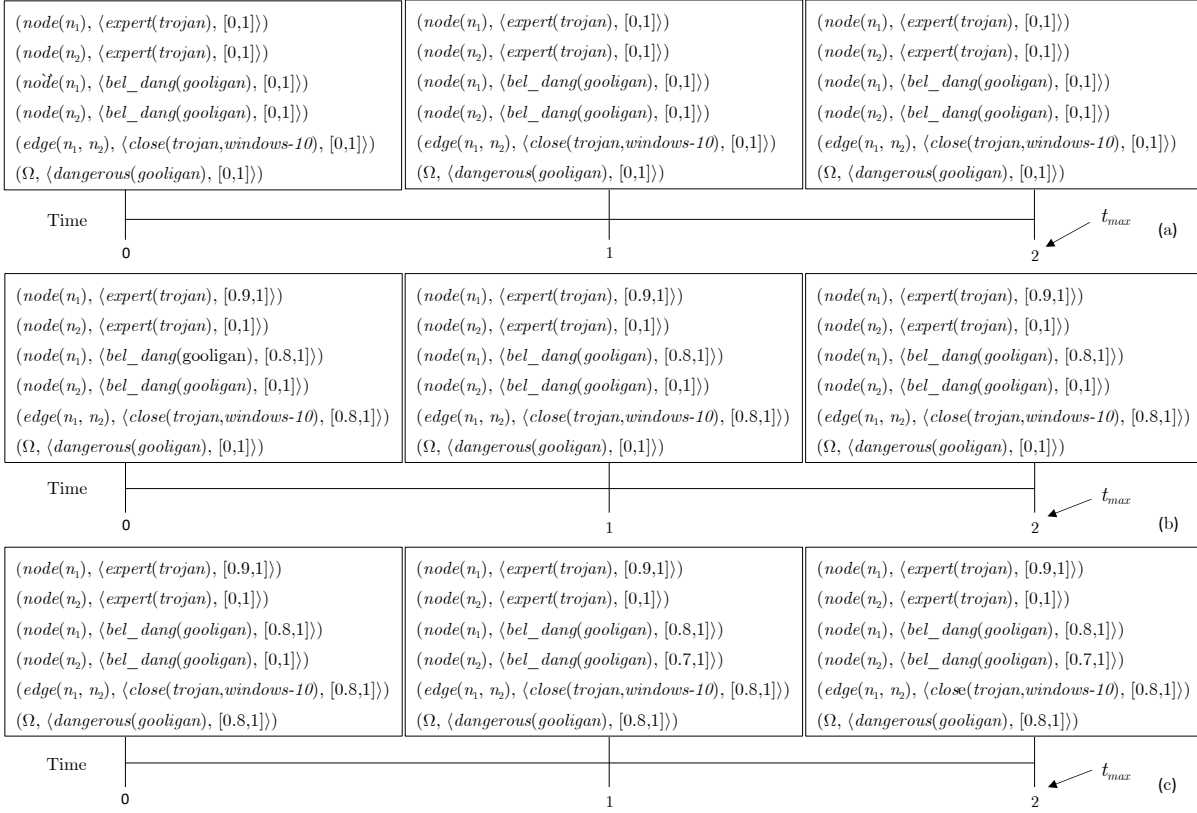 (node(n₁), ⟨expert(trojan), [0,1]⟩)
(node(n₂), ⟨expert(trojan), [0,1]⟩)
(node(n₁), ⟨bel_dang(gooligan), [0,1]⟩)
(node(n₂), ⟨bel_dang(gooligan), [0,1]⟩)
(edge(n₁, n₂), ⟨close(trojan,windows-10), [0,1]⟩)
(Ω, ⟨dangerous(gooligan), [0,1]⟩)
(node(n₁), ⟨expert(trojan), [0,1]⟩)
(node(n₂), ⟨expert(trojan), [0,1]⟩)
(node(n₁), ⟨bel_dang(gooligan), [0,1]⟩)
(node(n₂), ⟨bel_dang(gooligan), [0,1]⟩)
(edge(n₁, n₂), ⟨close(trojan,windows-10), [0,1]⟩)
(Ω, ⟨dangerous(gooligan), [0,1]⟩)
(node(n₁), ⟨expert(trojan), [0,1]⟩)
(node(n₂), ⟨expert(trojan), [0,1]⟩)
(node(n₁), ⟨bel_dang(gooligan), [0,1]⟩)
(node(n₂), ⟨bel_dang(gooligan), [0,1]⟩)
(edge(n₁, n₂), ⟨close(trojan,windows-10), [0,1]⟩)
(Ω, ⟨dangerous(gooligan), [0,1]⟩)
Time
0
1
2
t_max
(a)
(node(n₁), ⟨expert(trojan), [0.9,1]⟩)
(node(n₂), ⟨expert(trojan), [0,1]⟩)
(node(n₁), ⟨bel_dang(gooligan), [0.8,1]⟩)
(node(n₂), ⟨bel_dang(gooligan), [0,1]⟩)
(edge(n₁, n₂), ⟨close(trojan,windows-10), [0.8,1]⟩)
(Ω, ⟨dangerous(gooligan), [0,1]⟩)
(node(n₁), ⟨expert(trojan), [0.9,1]⟩)
(node(n₂), ⟨expert(trojan), [0,1]⟩)
(node(n₁), ⟨bel_dang(gooligan), [0.8,1]⟩)
(node(n₂), ⟨bel_dang(gooligan), [0,1]⟩)
(edge(n₁, n₂), ⟨close(trojan,windows-10), [0.8,1]⟩)
(Ω, ⟨dangerous(gooligan), [0,1]⟩)
(node(n₁), ⟨expert(trojan), [0.9,1]⟩)
(node(n₂), ⟨expert(trojan), [0,1]⟩)
(node(n₁), ⟨bel_dang(gooligan), [0.8,1]⟩)
(node(n₂), ⟨bel_dang(gooligan), [0,1]⟩)
(edge(n₁, n₂), ⟨close(trojan,windows-10), [0.8,1]⟩)
(Ω, ⟨dangerous(gooligan), [0,1]⟩)
Time
0
1
2
t_max
(b)
(node(n₁), ⟨expert(trojan), [0.9,1]⟩)
(node(n₂), ⟨expert(trojan), [0,1]⟩)
(node(n₁), ⟨bel_dang(gooligan), [0.8,1]⟩)
(node(n₂), ⟨bel_dang(gooligan), [0,1]⟩)
(edge(n₁, n₂), ⟨close(trojan,windows-10), [0.8,1]⟩)
(Ω, ⟨dangerous(gooligan), [0.8,1]⟩)
(node(n₁), ⟨expert(trojan), [0.9,1]⟩)
(node(n₂), ⟨expert(trojan), [0,1]⟩)
(node(n₁), ⟨bel_dang(gooligan), [0.8,1]⟩)
(node(n₂), ⟨bel_dang(gooligan), [0.7,1]⟩)
(edge(n₁, n₂), ⟨close(trojan,windows-10), [0.8,1]⟩)
(Ω, ⟨dangerous(gooligan), [0.8,1]⟩)
(node(n₁), ⟨expert(trojan), [0.9,1]⟩)
(node(n₂), ⟨expert(trojan), [0,1]⟩)
(node(n₁), ⟨bel_dang(gooligan), [0.8,1]⟩)
(node(n₂), ⟨bel_dang(gooligan), [0.7,1]⟩)
(edge(n₁, n₂), ⟨close(trojan,windows-10), [0.8,1]⟩)
(Ω, ⟨dangerous(gooligan), [0.8,1]⟩)
Time
0
1
2
t_max
(c)